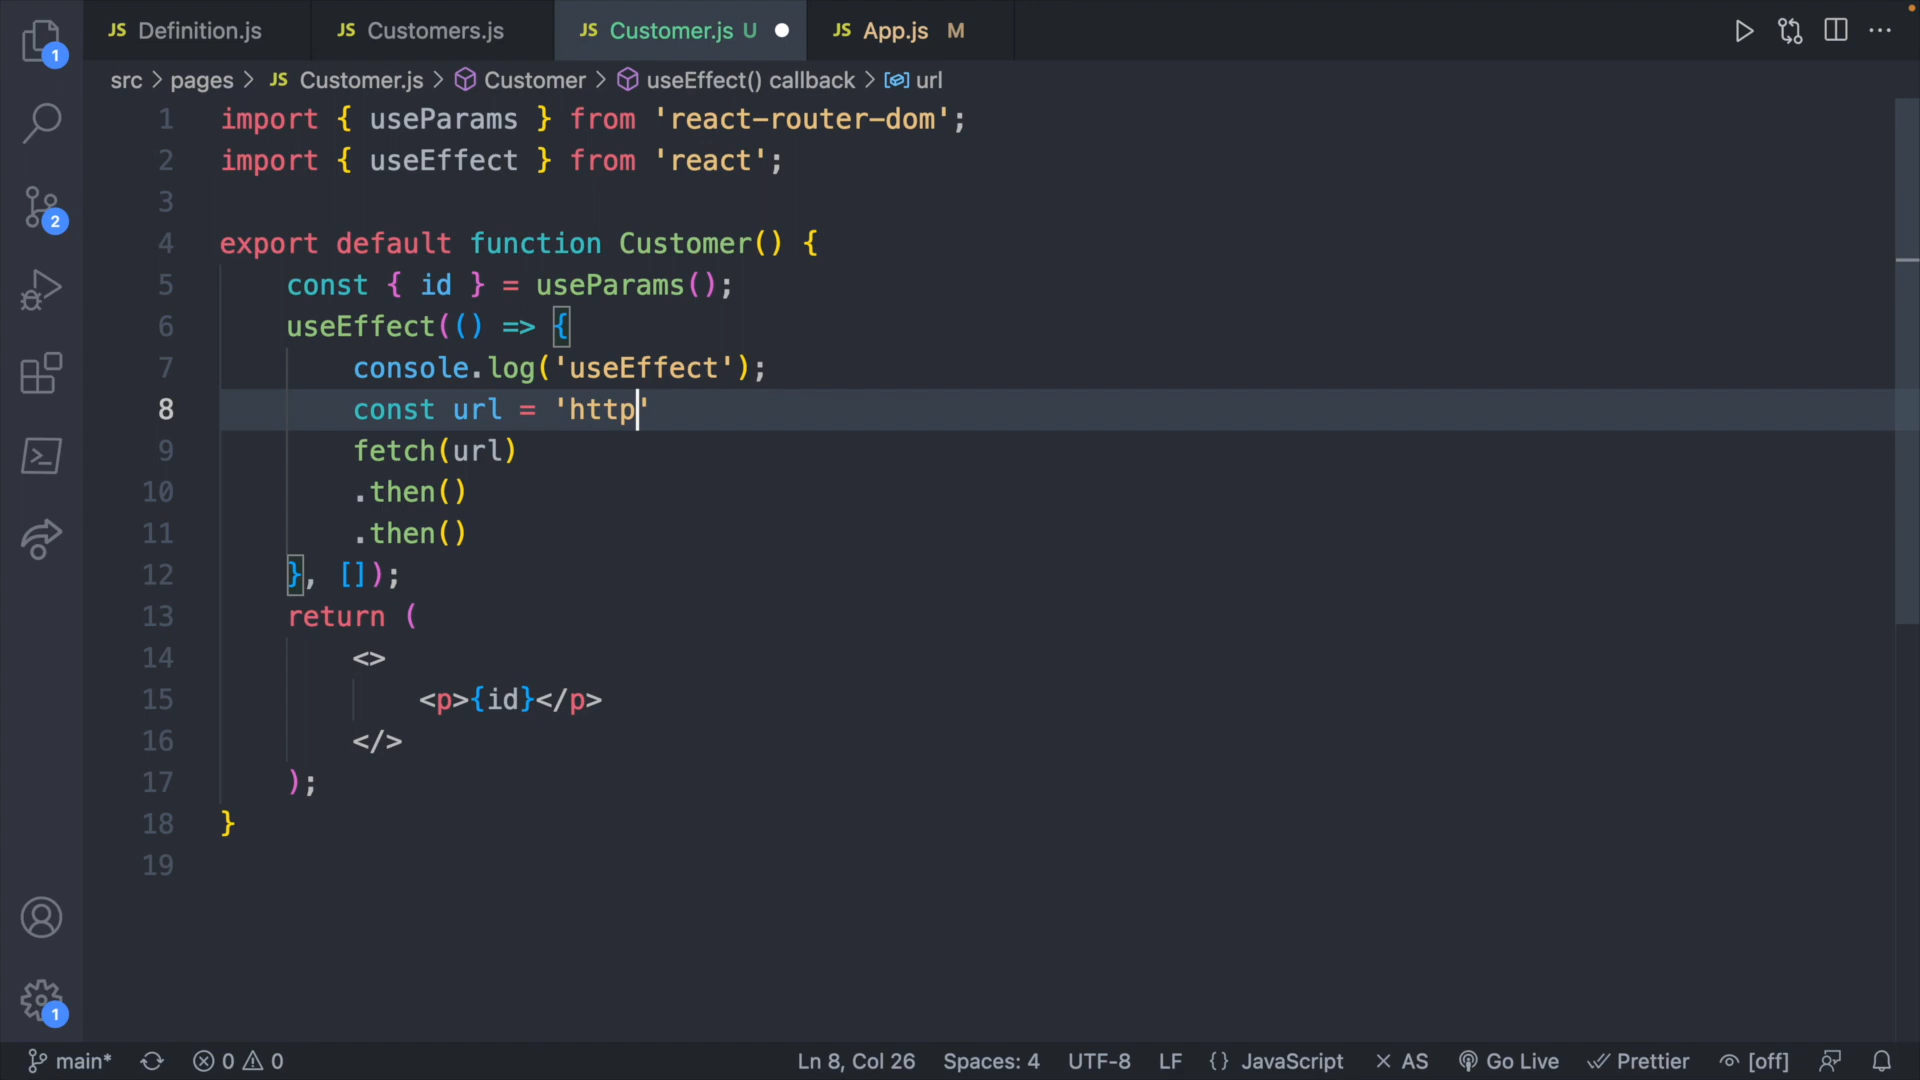 JS Definition.js JS Customers.js JS Customer.js U JS App.js M
src > pages > JS Customer.js > Customer > useEffect() callback > url
1 import { useParams } from 'react-router-dom';
2 import { useEffect } from 'react';
3
4 export default function Customer() {
5 const { id } = useParams();
6 useEffect(() => {
7 console.log('useEffect');
8 const url = 'http'
9 fetch(url)
10 .then()
11 .then()
12 }, []);
13 return (
14 <>
15 <p>{id}</p>
16 </>
17 );
18 }
19
1
2
1
main* 0 0 Ln 8, Col 26 Spaces: 4 UTF-8 LF {} JavaScript × AS Go Live Prettier [off]